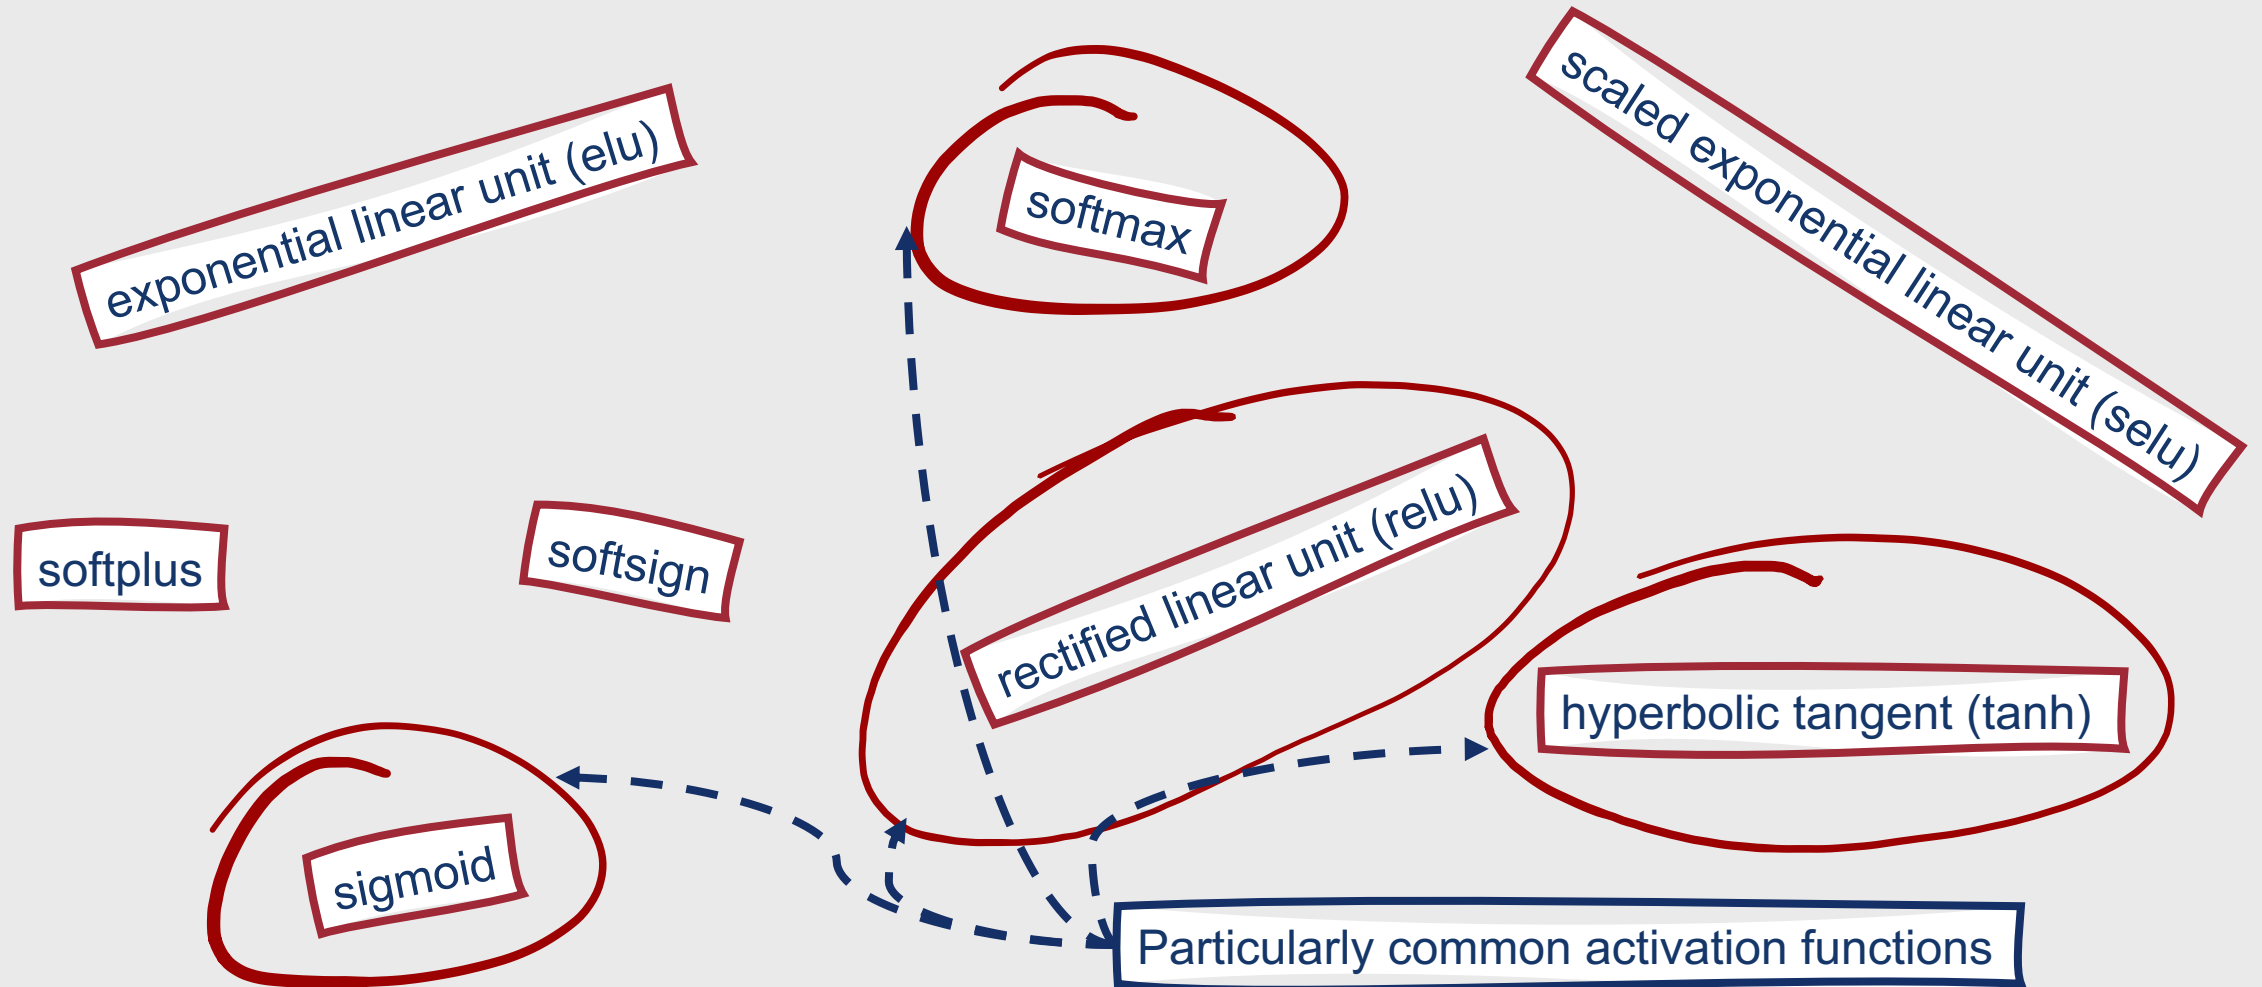 exponential linear unit (elu)
softmax
scaled exponential linear unit (selu)
softplus
softsign
rectified linear unit (relu)
hyperbolic tangent (tanh)
sigmoid
Particularly common activation functions